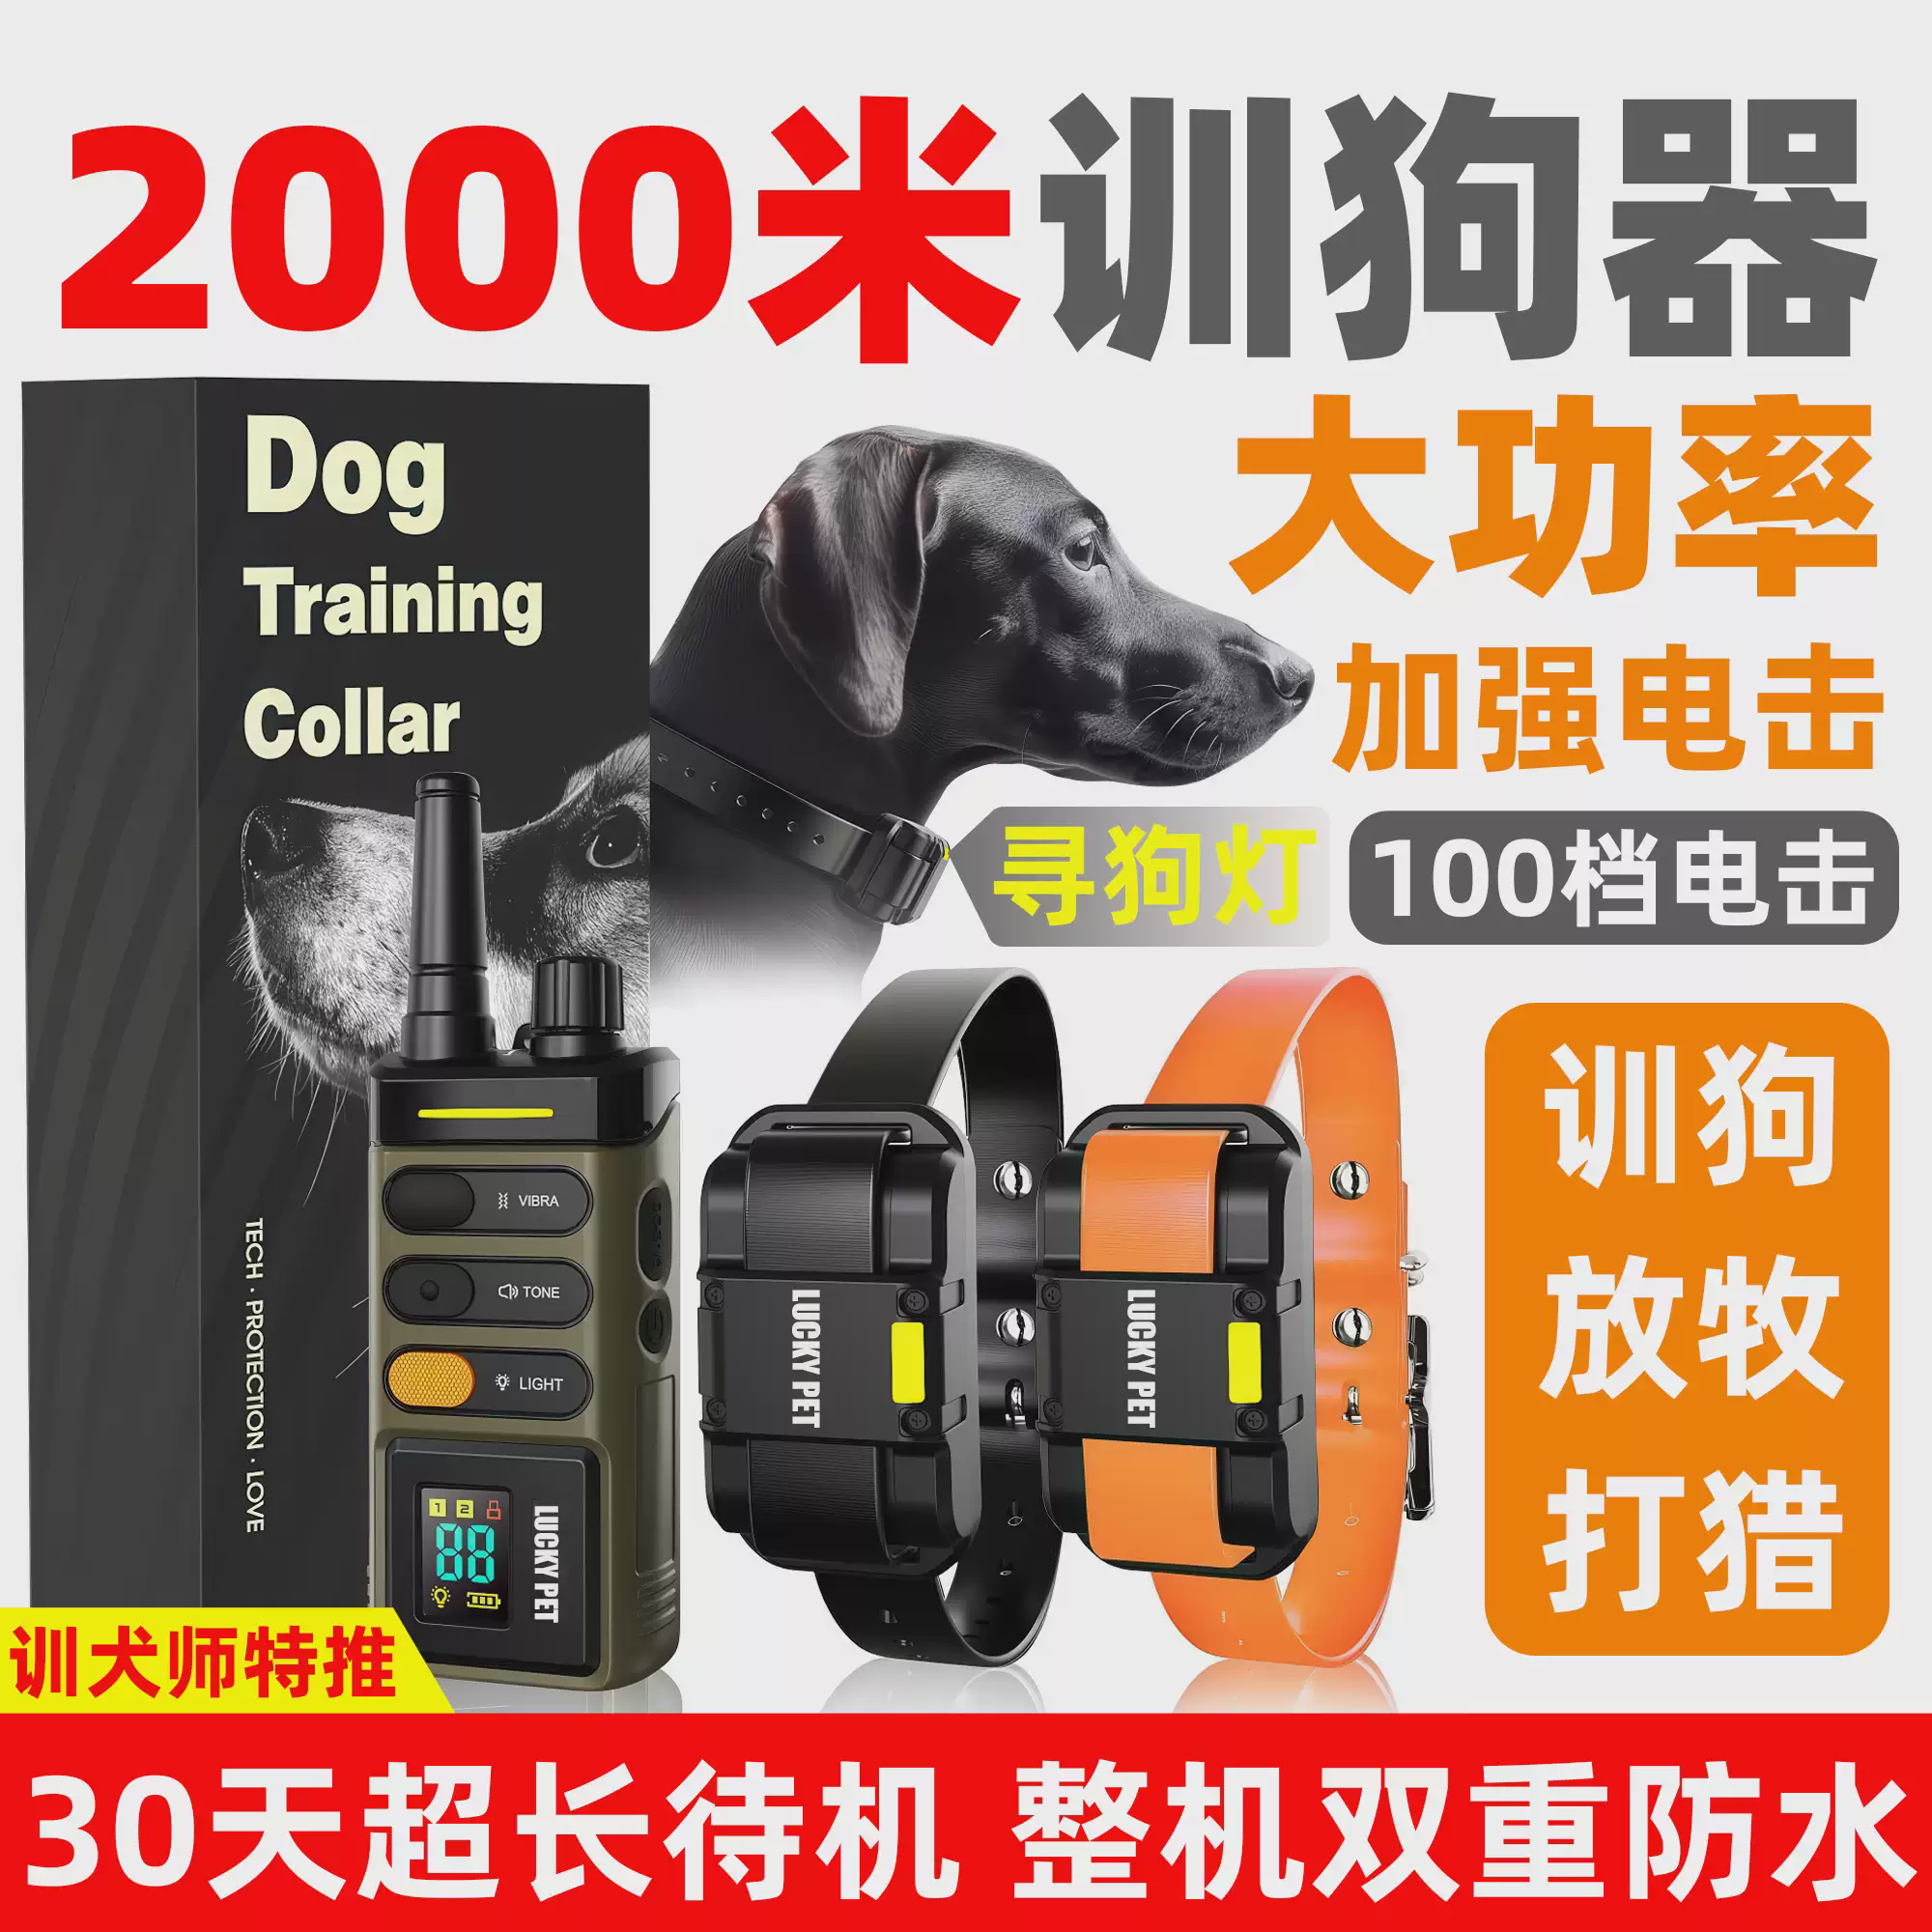 2000米训狗器
大功率
加强电击
寻狗灯
100档电击
训狗
放牧
打猎
Dog
Training
Collar
TECH · PROTECTION · LOVE
VIBRA
TONE
LIGHT
1 2
88
LUCKY PET
LUCKY PET
LUCKY PET
训犬师特推
30天超长待机 整机双重防水